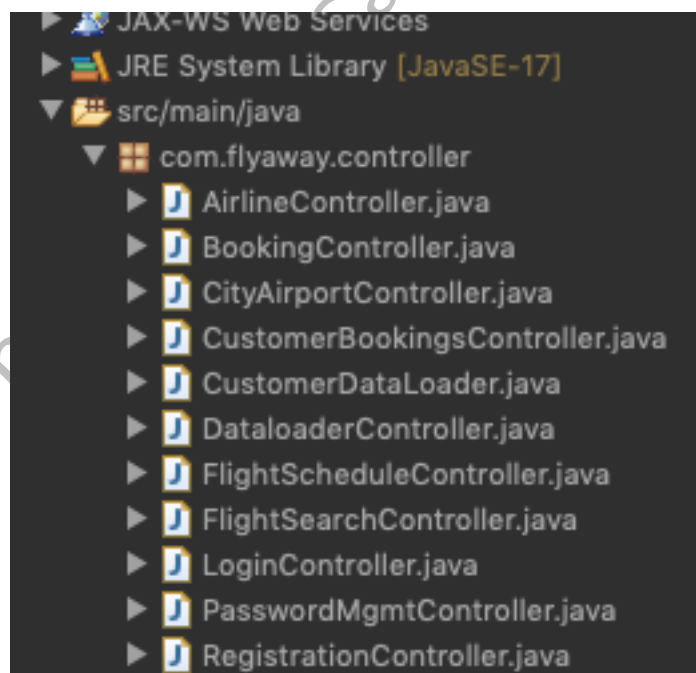 JAX-WS Web Services
JRE System Library [JavaSE-17]
src/main/java
com.flyaway.controller
AirlineController.java
BookingController.java
CityAirportController.java
CustomerBookingsController.java
CustomerDataLoader.java
DataloaderController.java
FlightScheduleController.java
FlightSearchController.java
LoginController.java
PasswordMgmtController.java
RegistrationController.java